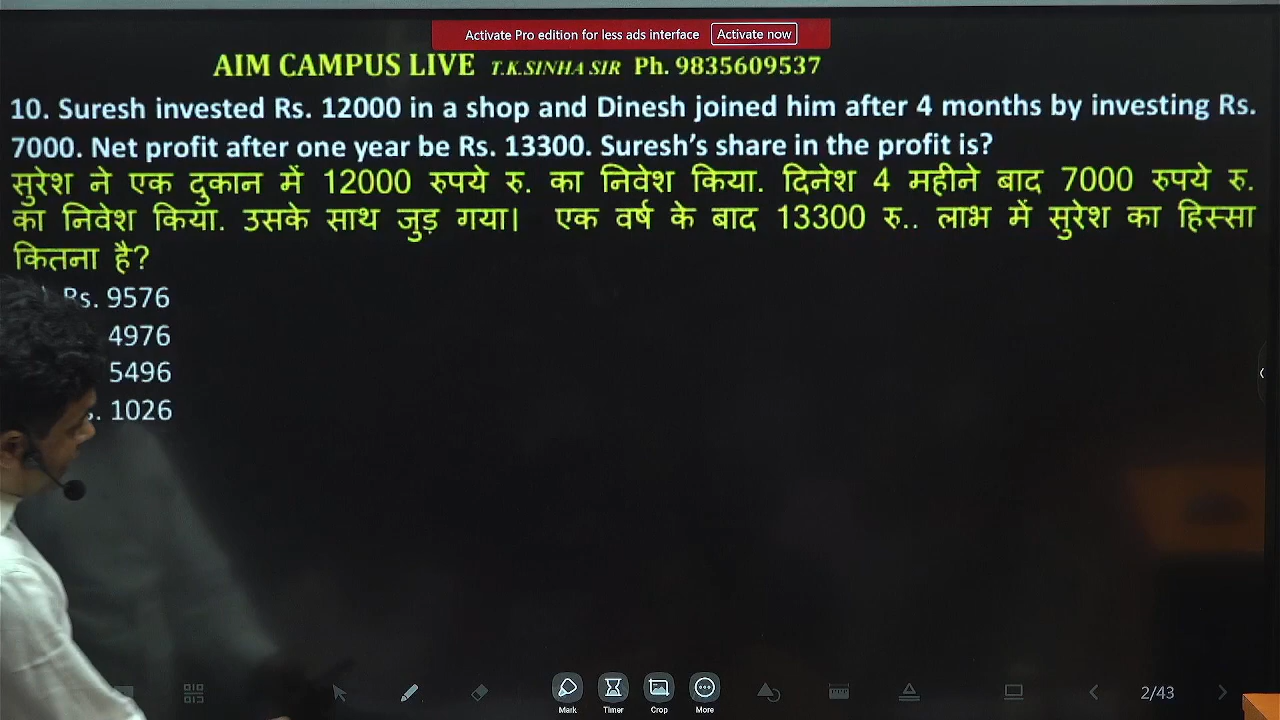 Activate Pro edition for less ads interface Activate now
AIM CAMPUS LIVE T.K.SINHA SIR Ph. 9835609537
10. Suresh invested Rs. 12000 in a shop and Dinesh joined him after 4 months by investing Rs.
7000. Net profit after one year be Rs. 13300. Suresh's share in the profit is?
सुरेश ने एक दुकान में 12000 रुपये रु. का निवेश किया. दिनेश 4 महीने बाद 7000 रुपये रु.
का निवेश किया. उसके साथ जुड़ गया। एक वर्ष के बाद 13300 रु.. लाभ में सुरेश का हिस्सा
कितना है?
Rs. 9576
4976
5496
1026
Mark Timer Crop More
2/43